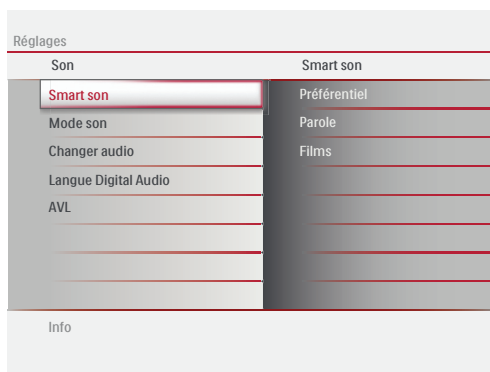 Réglages
Son
Smart son
Smart son
Préférentiel
Mode son
Parole
Changer audio
Films
Langue Digital Audio
AVL
Info